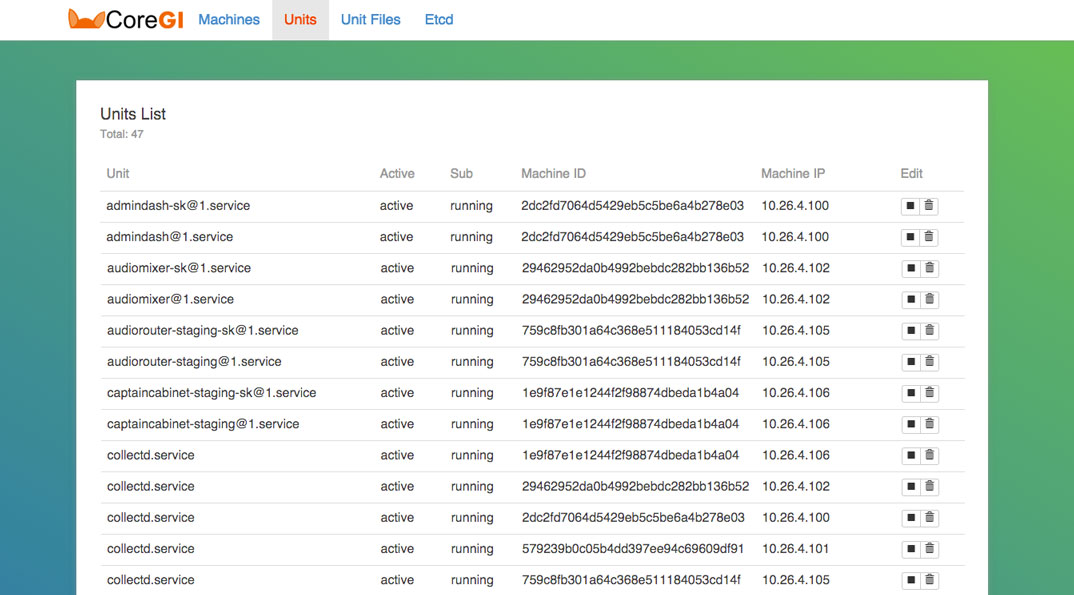 CoreGI Machines Units Unit Files Etcd
Units List
Total: 47
Unit Active Sub Machine ID Machine IP Edit
admindash-sk@1.service active running 2dc2fd7064d5429eb5c5be6a4b278e03 10.26.4.100
admindash@1.service active running 2dc2fd7064d5429eb5c5be6a4b278e03 10.26.4.100
audiomixer-sk@1.service active running 29462952da0b4992bebdc282bb136b52 10.26.4.102
audiomixer@1.service active running 29462952da0b4992bebdc282bb136b52 10.26.4.102
audiorouter-staging-sk@1.service active running 759c8fb301a64c368e511184053cd14f 10.26.4.105
audiorouter-staging@1.service active running 759c8fb301a64c368e511184053cd14f 10.26.4.105
captaincabinet-staging-sk@1.service active running 1e9f87e1e1244f2f98874dbeda1b4a04 10.26.4.106
captaincabinet-staging@1.service active running 1e9f87e1e1244f2f98874dbeda1b4a04 10.26.4.106
collectd.service active running 1e9f87e1e1244f2f98874dbeda1b4a04 10.26.4.106
collectd.service active running 29462952da0b4992bebdc282bb136b52 10.26.4.102
collectd.service active running 2dc2fd7064d5429eb5c5be6a4b278e03 10.26.4.100
collectd.service active running 579239b0c05b4dd397ee94c69609df91 10.26.4.101
collectd.service active running 759c8fb301a64c368e511184053cd14f 10.26.4.105